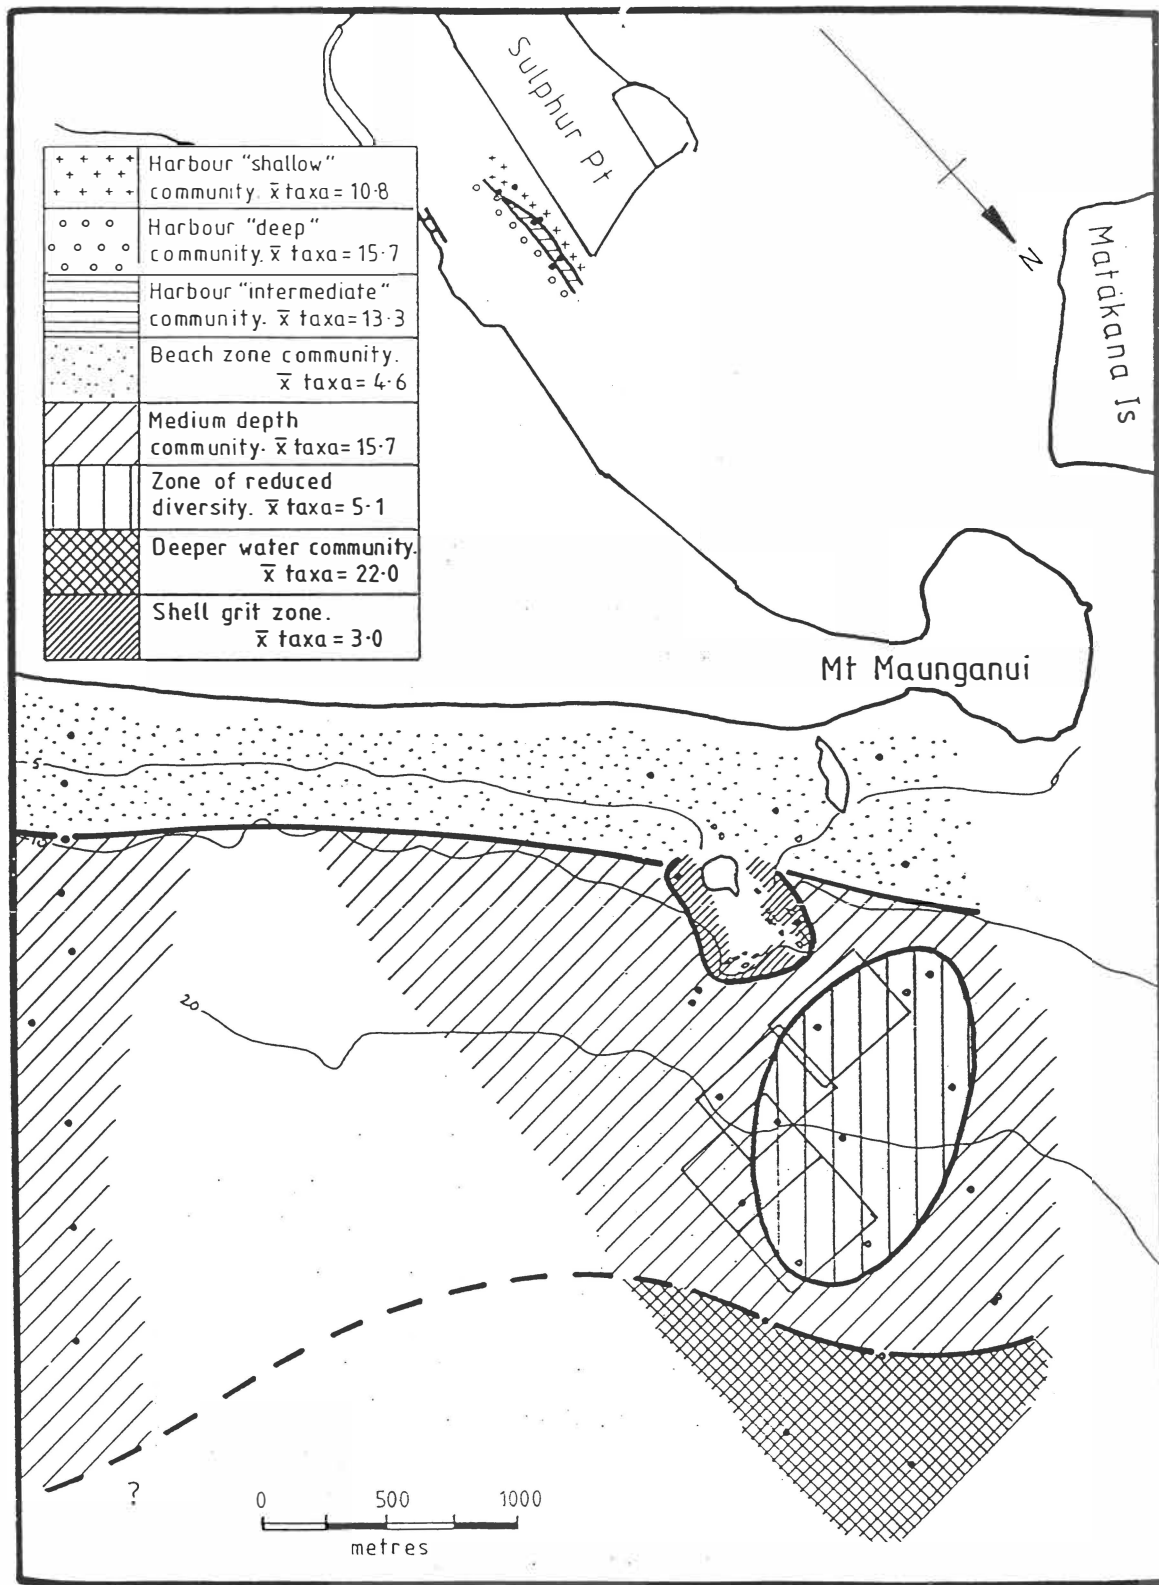 Sulphur Pt
N
Matakana Is
Harbour "shallow"
community. x̄ taxa = 10·8
Harbour "deep"
community. x̄ taxa = 15·7
Harbour "intermediate"
community. x̄ taxa = 13·3
Beach zone community.
x̄ taxa = 4·6
Medium depth
community. x̄ taxa = 15·7
Zone of reduced
diversity. x̄ taxa = 5·1
Deeper water community.
x̄ taxa = 22·0
Shell grit zone.
x̄ taxa = 3·0
Mt Maunganui
5
10
20
?
0 500 1000
metres